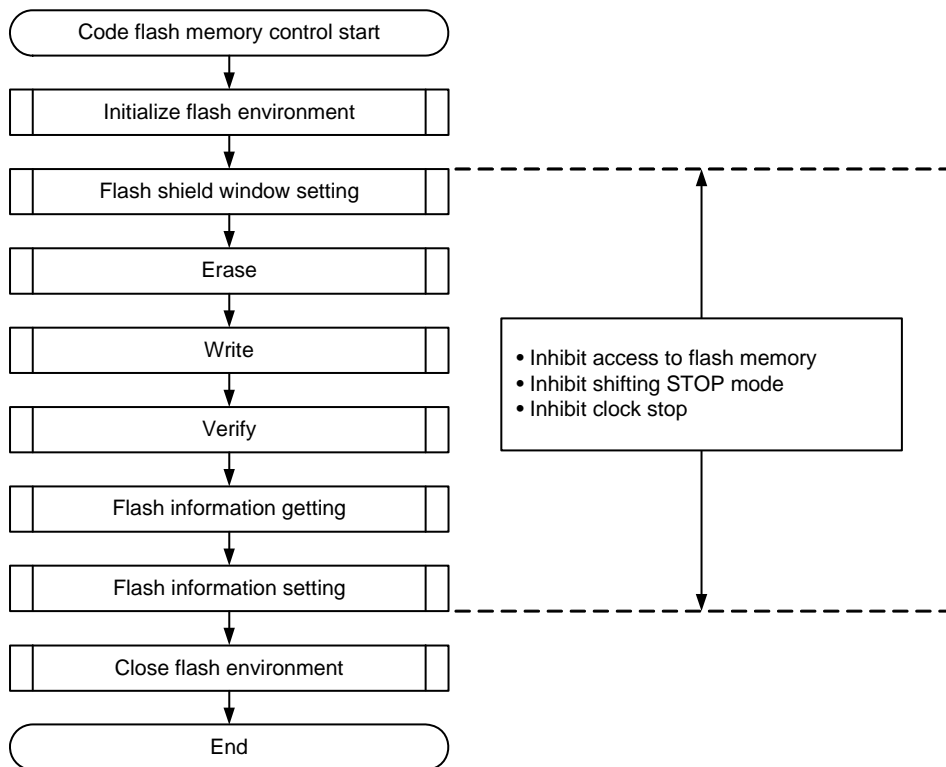 Code flash memory control start
Initialize flash environment
Flash shield window setting
Erase
Write
Verify
Flash information getting
Flash information setting
Close flash environment
End
• Inhibit access to flash memory
• Inhibit shifting STOP mode
• Inhibit clock stop